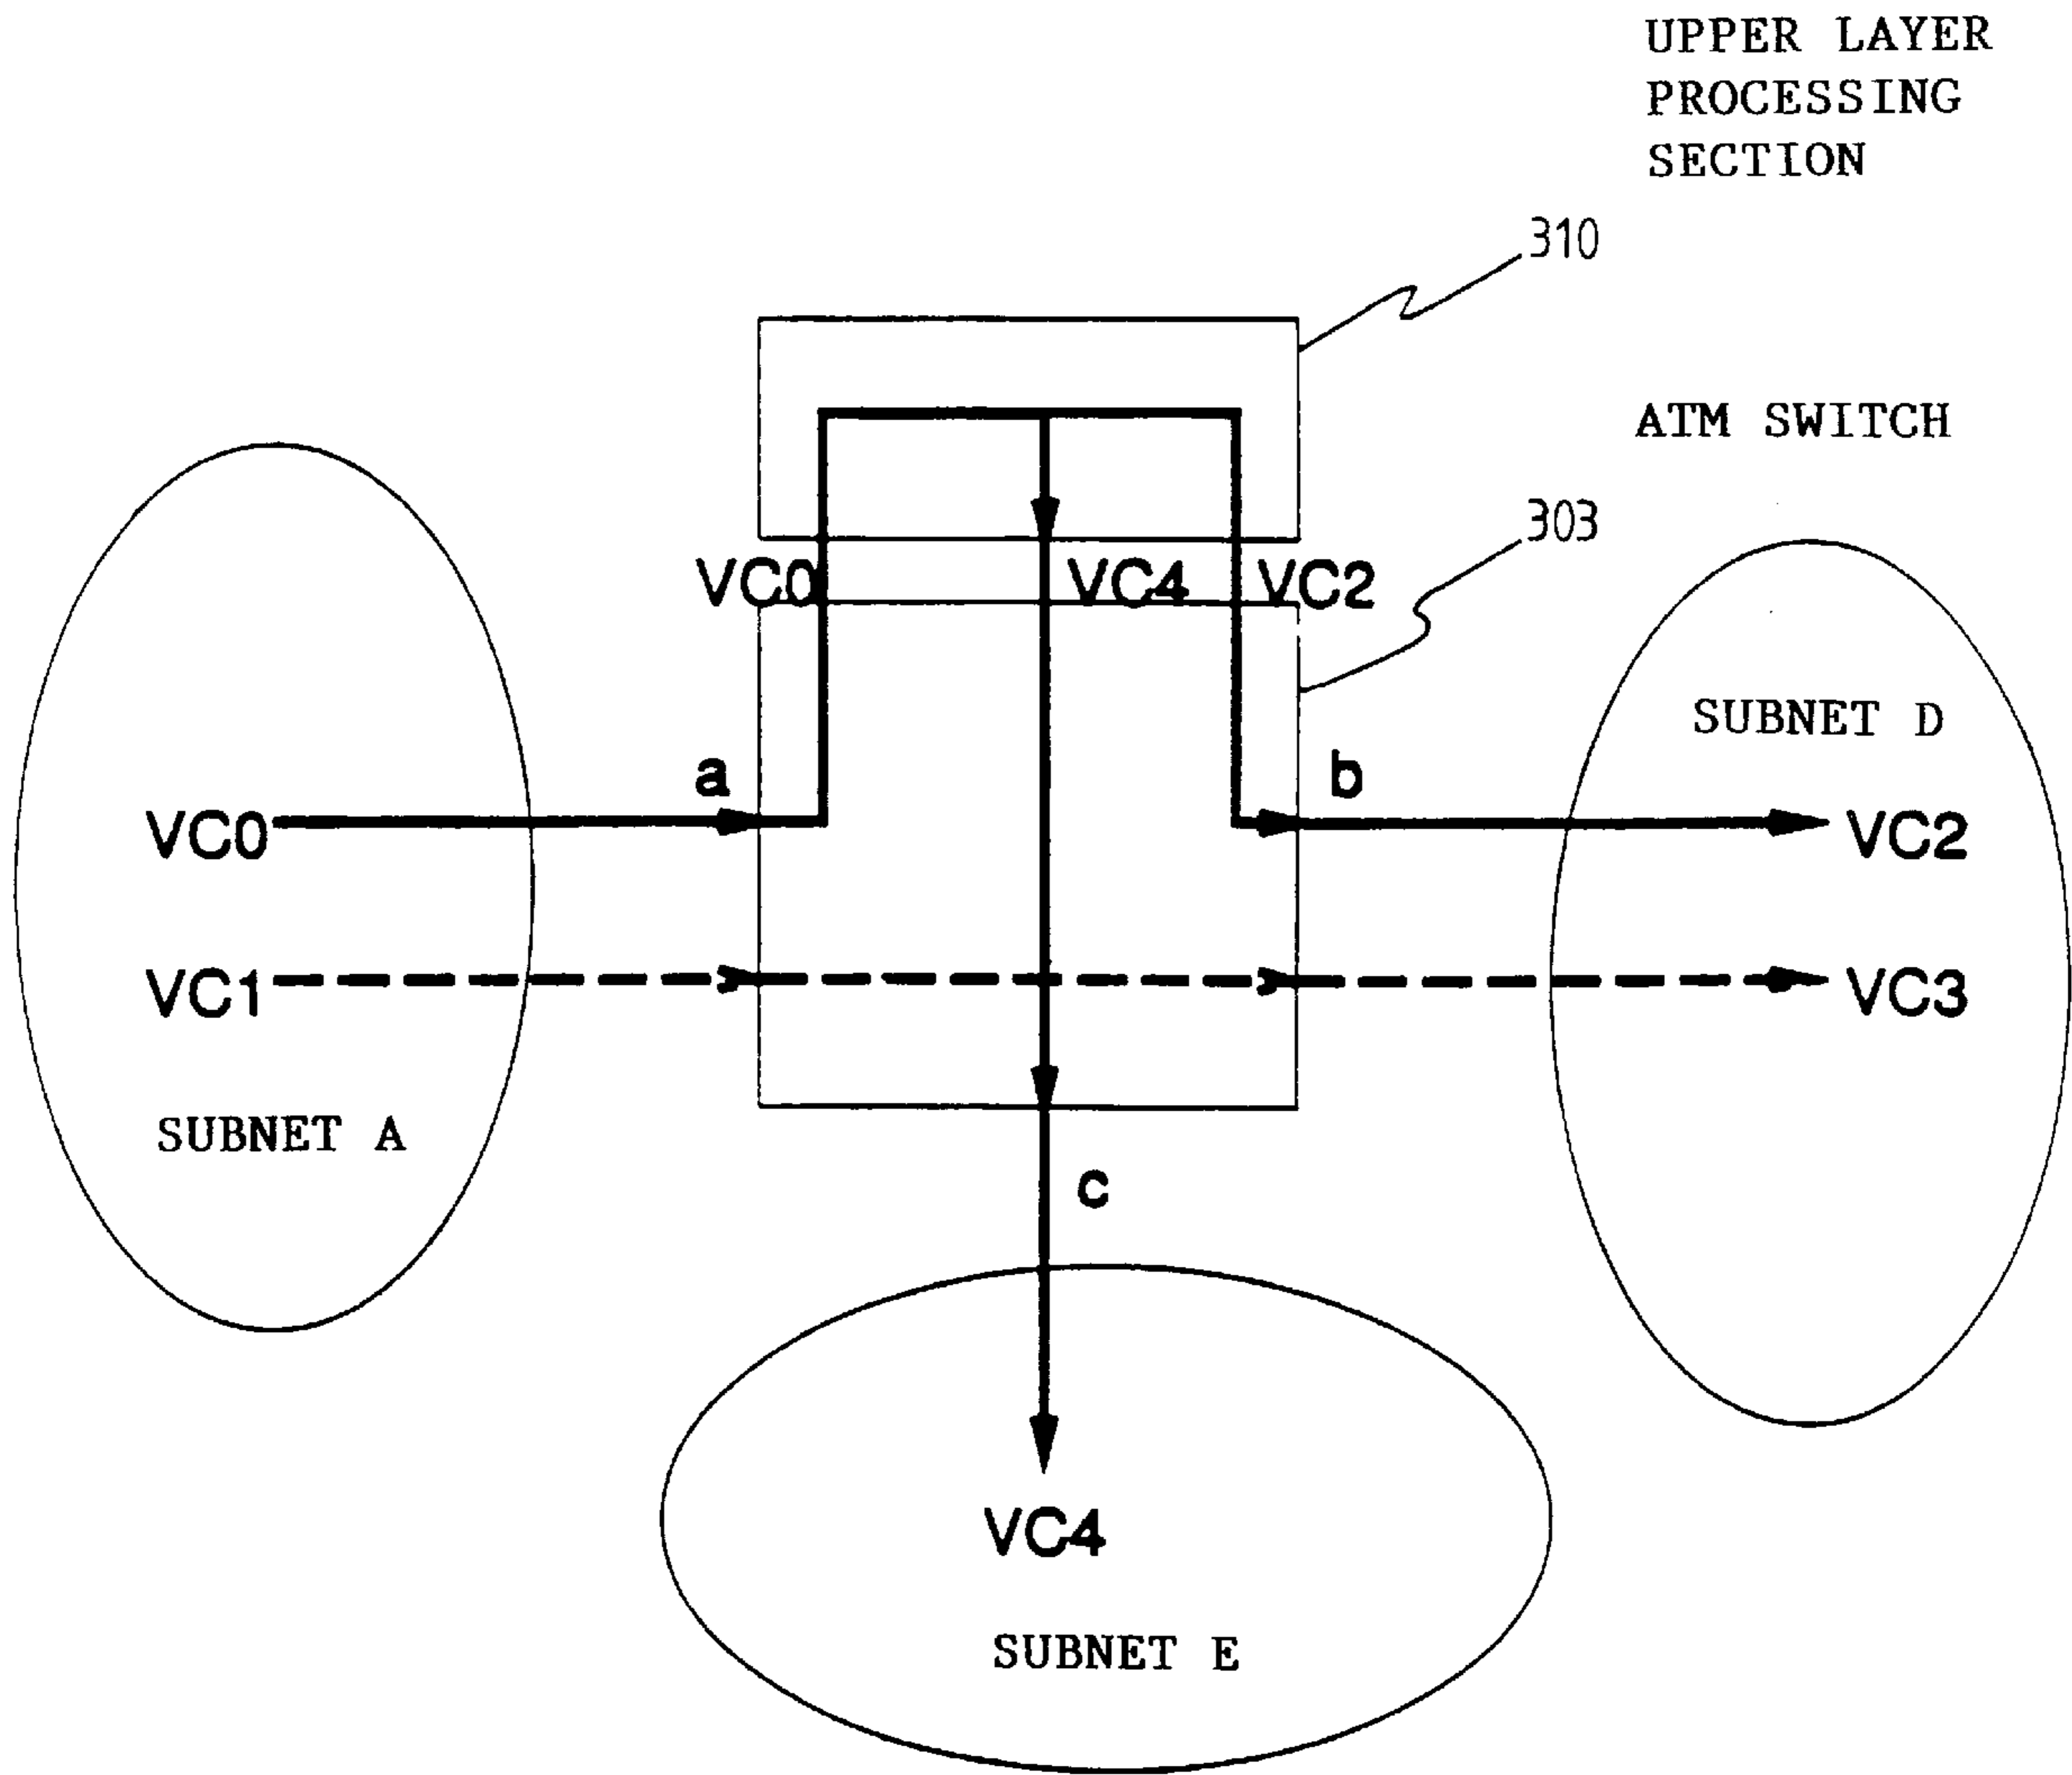 UPPER LAYER
PROCESSING
SECTION
310
ATM SWITCH
303
VC0
VC4
VC2
SUBNET D
a
b
VC0
VC2
VC1
VC3
SUBNET A
c
VC4
SUBNET E